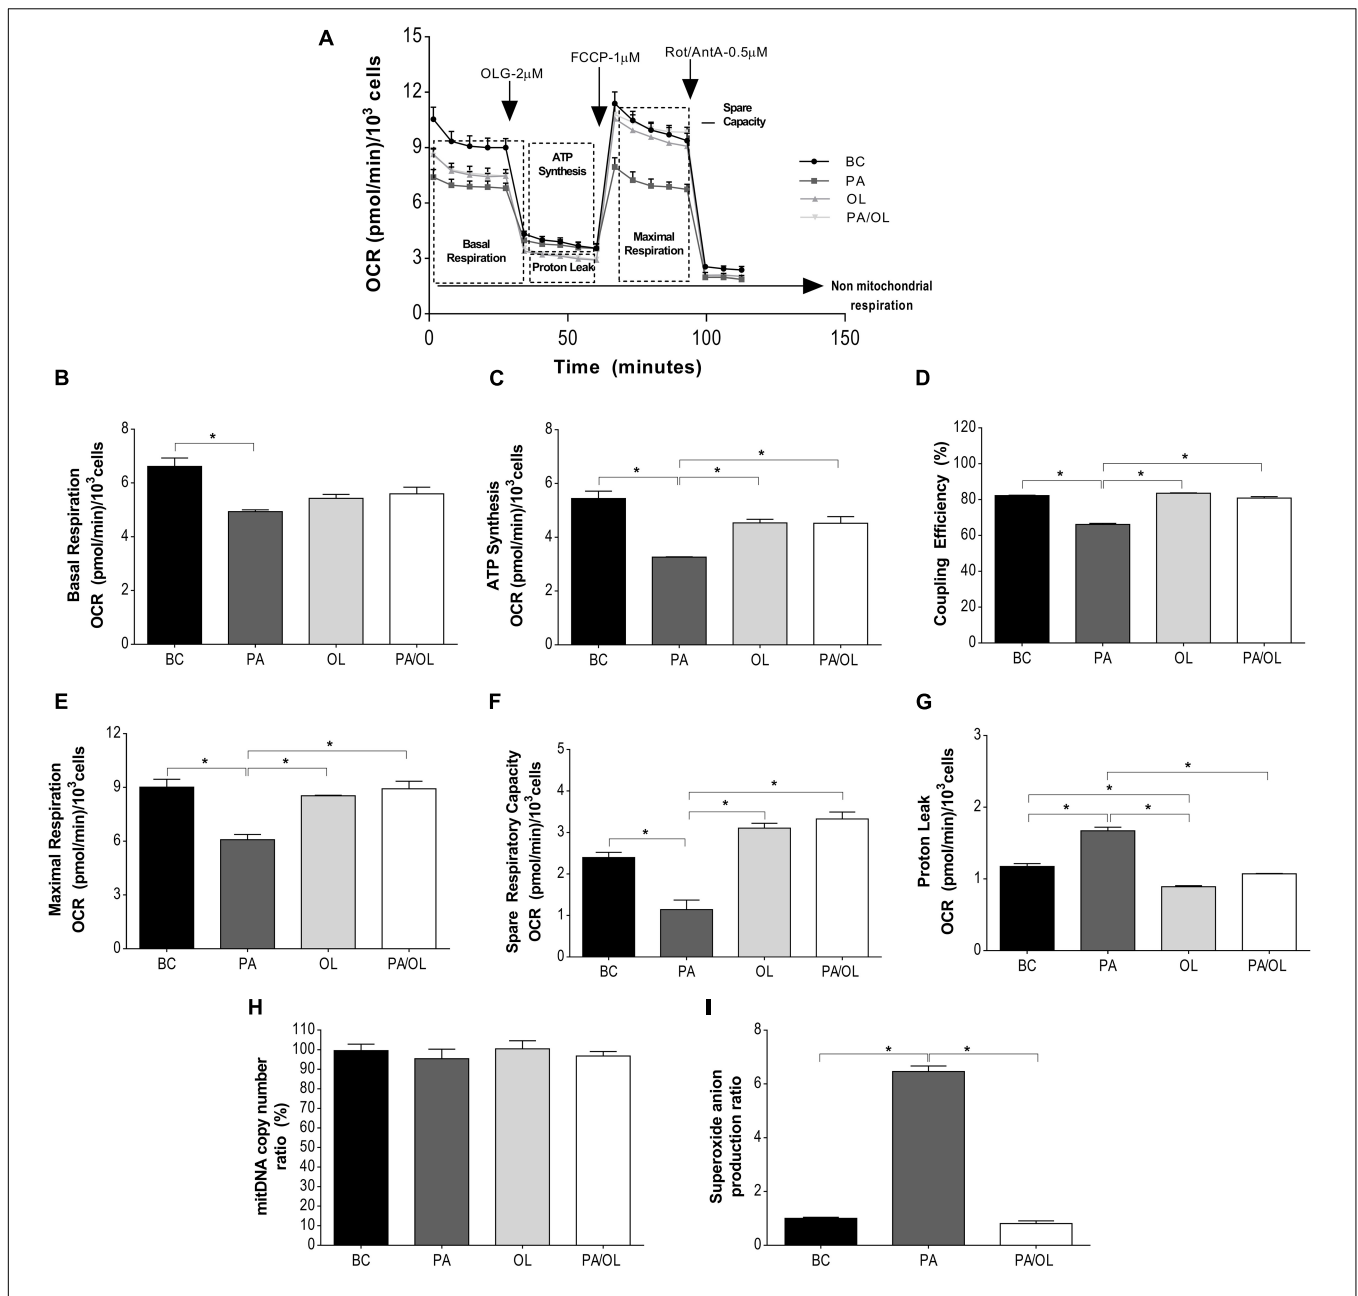 A
OCR (pmol/min)/10³ cells
15
12
9
6
3
0
0
50
100
150
Time (minutes)
OLG-2µM
FCCP-1µM
Rot/AntA-0.5µM
Spare
Capacity
ATP
Synthesis
Basal
Respiration
Proton Leak
Maximal
Respiration
Non mitochondrial
respiration
BC
PA
OL
PA/OL
B
Basal Respiration
OCR (pmol/min)/10³cells
8
6
4
2
0
*
BC
PA
OL
PA/OL
C
ATP Synthesis
OCR (pmol/min)/10³cells
8
6
4
2
0
*
*
*
BC
PA
OL
PA/OL
D
Coupling Efficiency (%)
120
100
80
60
40
20
0
*
*
*
BC
PA
OL
PA/OL
E
Maximal Respiration
OCR (pmol/min)/10³cells
12
9
6
3
0
*
*
*
BC
PA
OL
PA/OL
F
Spare Respiratory Capacity
OCR (pmol/min)/10³cells
5
4
3
2
1
0
*
*
*
BC
PA
OL
PA/OL
G
Proton Leak
OCR (pmol/min)/10³cells
3
2
1
0
*
*
*
*
BC
PA
OL
PA/OL
H
mitDNA copy number
ratio (%)
110
100
90
80
70
60
50
40
30
20
10
0
BC
PA
OL
PA/OL
I
Superoxide anion
production ratio
8
6
4
2
0
*
*
BC
PA
PA/OL